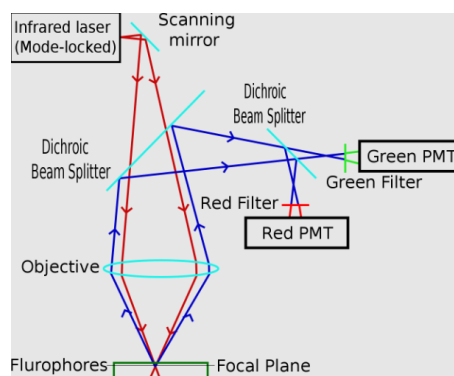 Infrared laser
(Mode-locked)
Scanning
mirror
Dichroic
Beam Splitter
Dichroic
Beam Splitter
Green PMT
Green Filter
Red Filter
Red PMT
Objective
Flurophores
Focal Plane